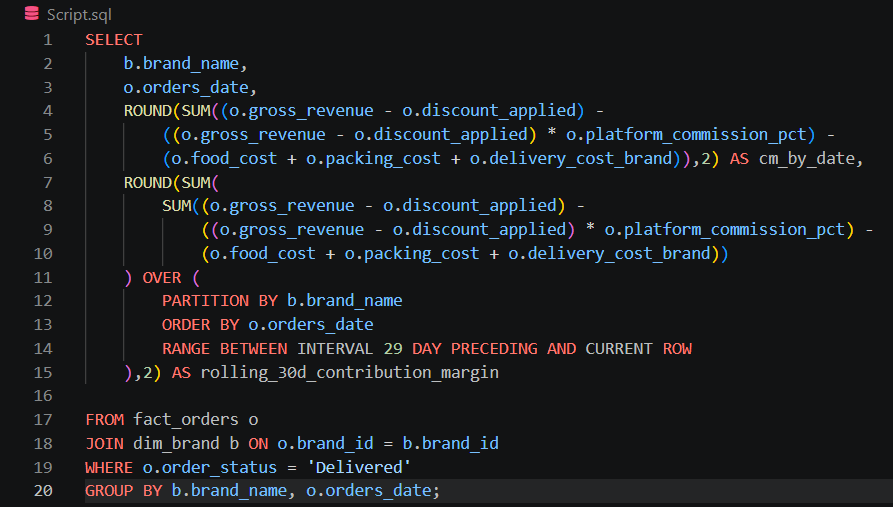 Script.sql
1 SELECT
2     b.brand_name,
3     o.orders_date,
4     ROUND(SUM((o.gross_revenue - o.discount_applied) -
5         ((o.gross_revenue - o.discount_applied) * o.platform_commission_pct) -
6         (o.food_cost + o.packing_cost + o.delivery_cost_brand)),2) AS cm_by_date,
7     ROUND(SUM(
8         SUM((o.gross_revenue - o.discount_applied) -
9             ((o.gross_revenue - o.discount_applied) * o.platform_commission_pct) -
10             (o.food_cost + o.packing_cost + o.delivery_cost_brand))
11     ) OVER (
12         PARTITION BY b.brand_name
13         ORDER BY o.orders_date
14         RANGE BETWEEN INTERVAL 29 DAY PRECEDING AND CURRENT ROW
15     ),2) AS rolling_30d_contribution_margin
16
17 FROM fact_orders o
18 JOIN dim_brand b ON o.brand_id = b.brand_id
19 WHERE o.order_status = 'Delivered'
20 GROUP BY b.brand_name, o.orders_date;